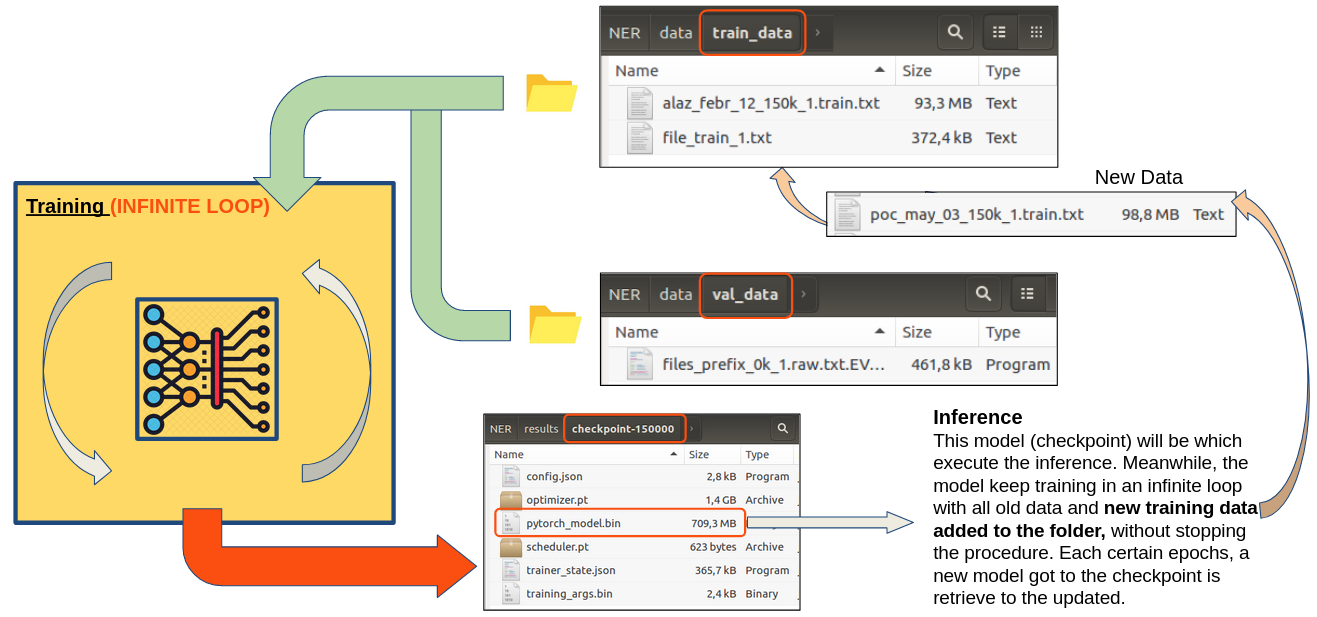 NER data train_data
Name Size Type
alaz_febr_12_150k_1.train.txt 93,3 MB Text
file_train_1.txt 372,4 kB Text
New Data
poc_may_03_150k_1.train.txt 98,8 MB Text
Training (INFINITE LOOP)
NER data val_data
Name Size Type
files_prefix_0k_1.raw.txt.EV... 461,8 kB Program
NER results checkpoint-150000
Name Size Type
config.json 2,8 kB Program
optimizer.pt 1,4 GB Archive
pytorch_model.bin 709,3 MB
scheduler.pt 623 bytes Archive
trainer_state.json 365,7 kB Program
training_args.bin 2,4 kB Binary
Inference
This model (checkpoint) will be which
execute the inference. Meanwhile, the
model keep training in an infinite loop
with all old data and new training data
added to the folder, without stopping
the procedure. Each certain epochs, a
new model got to the checkpoint is
retrieve to the updated.